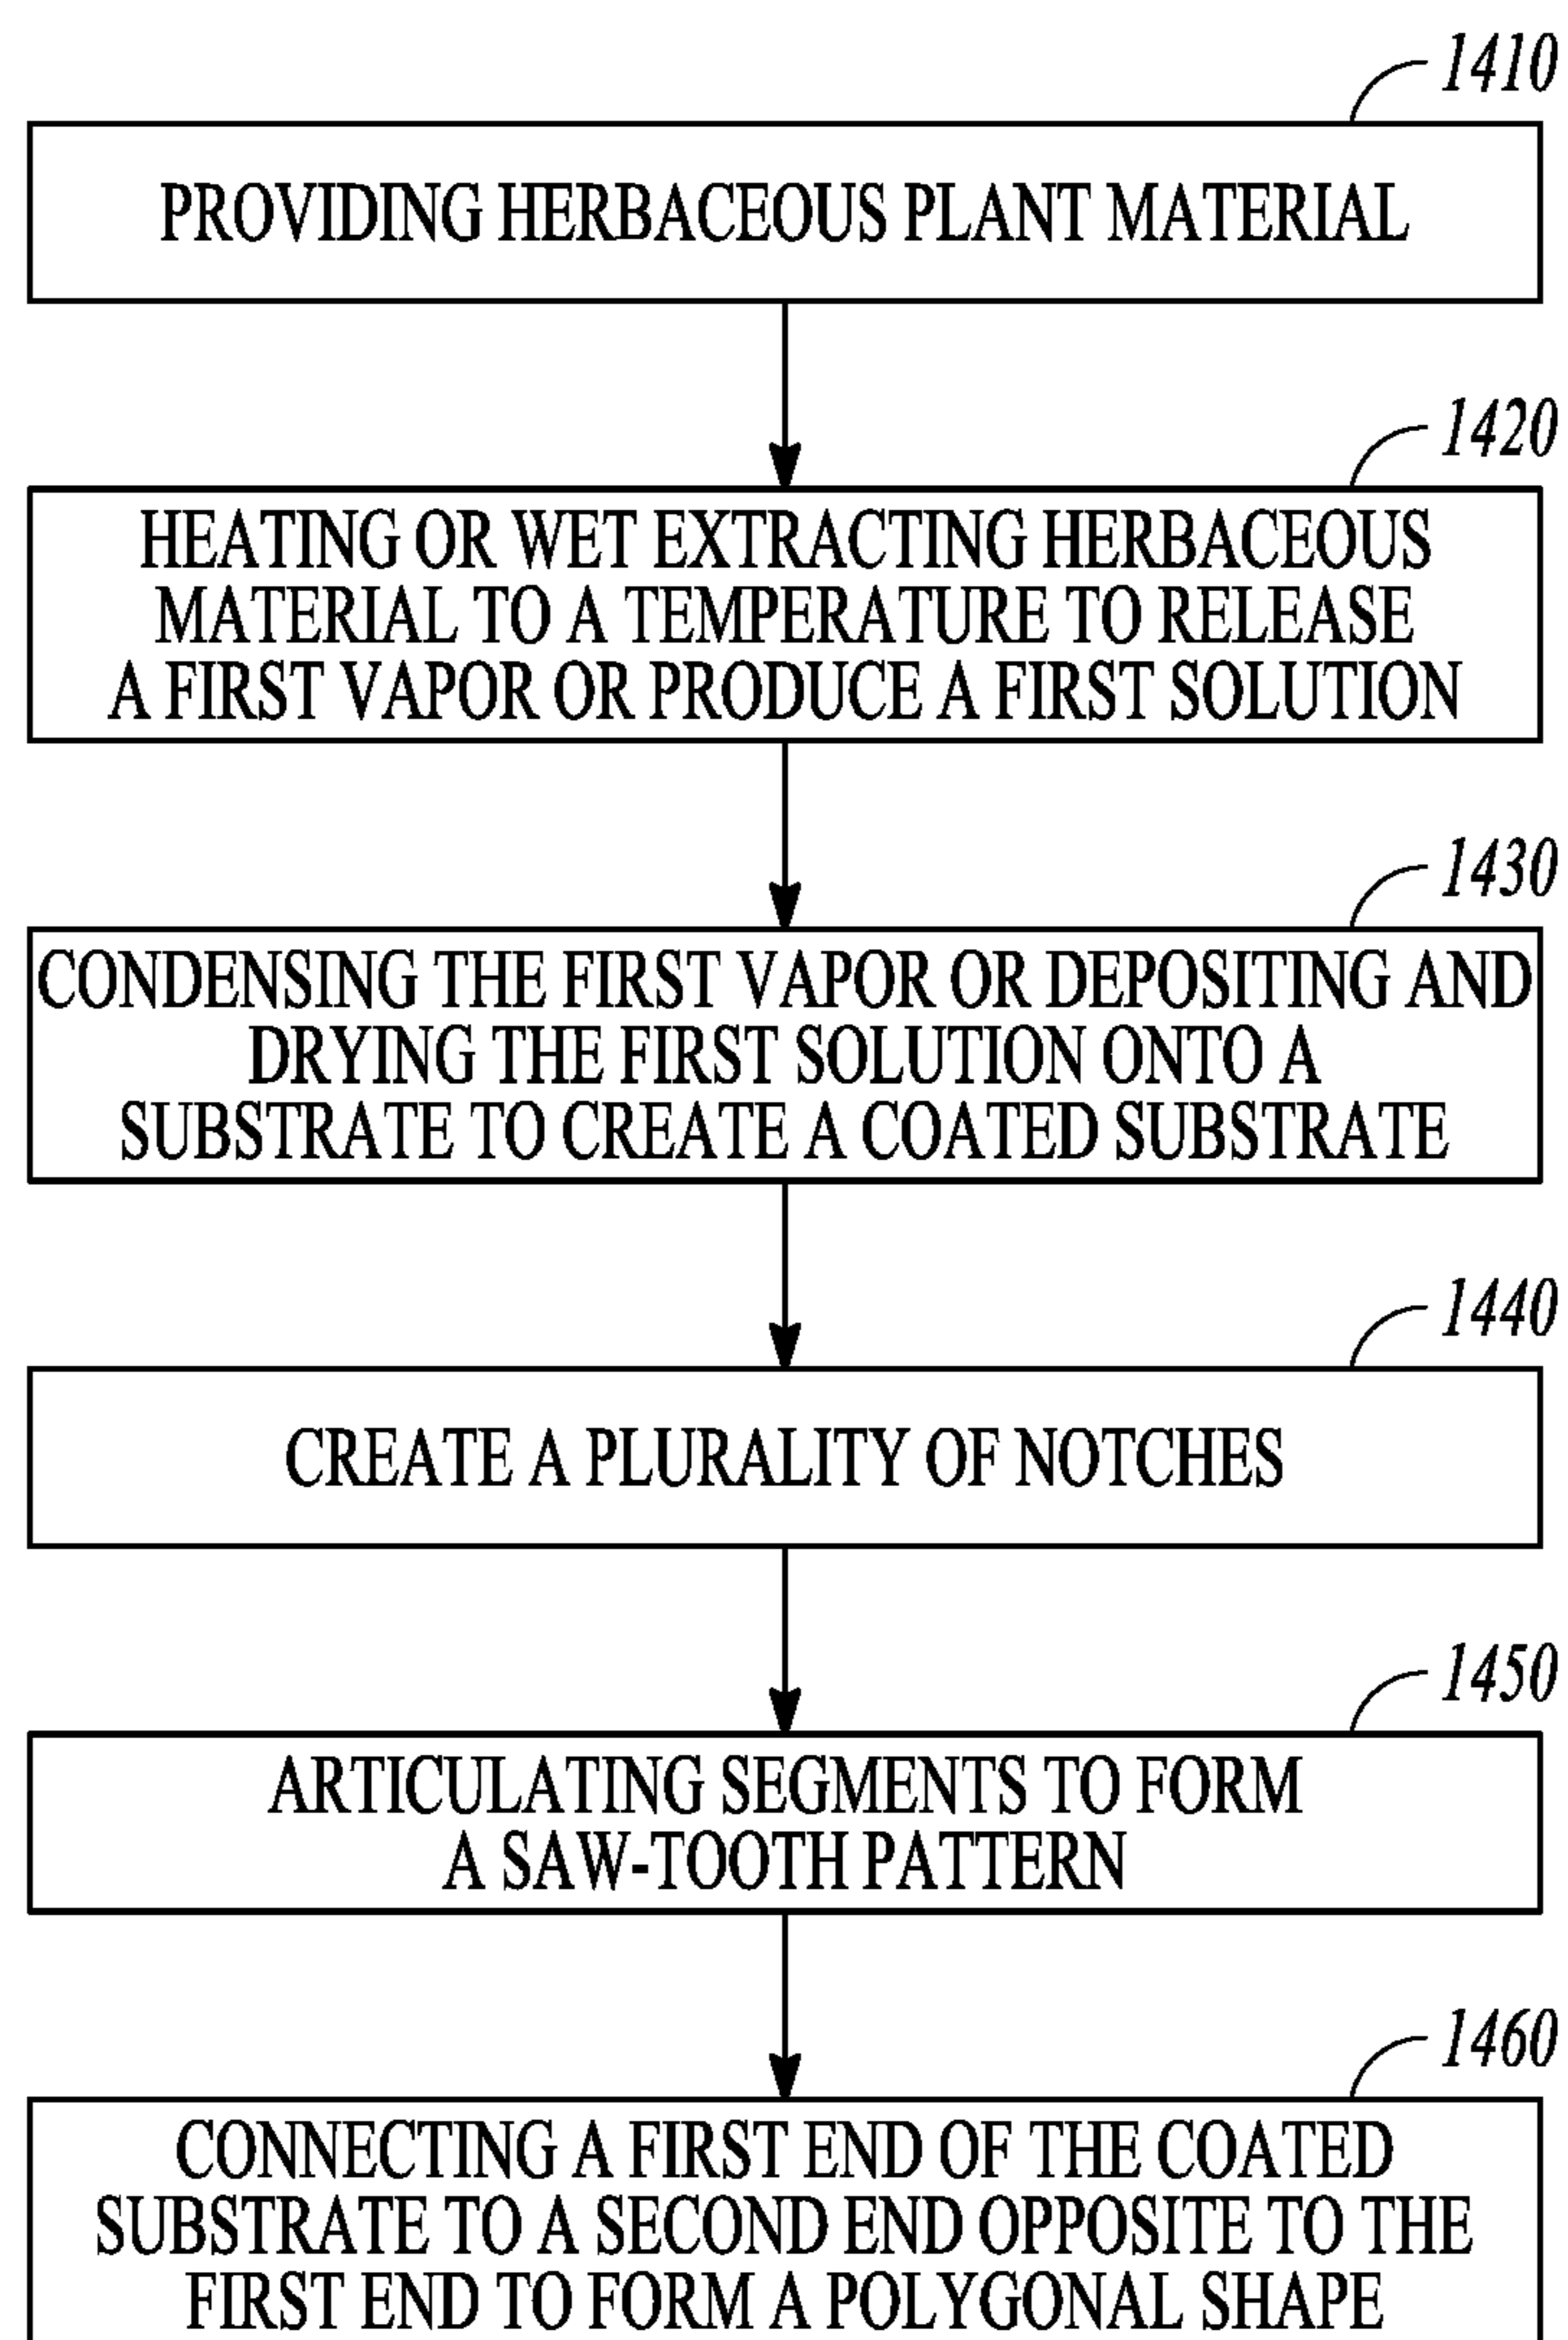 1410
PROVIDING HERBACEOUS PLANT MATERIAL
1420
HEATING OR WET EXTRACTING HERBACEOUS
MATERIAL TO A TEMPERATURE TO RELEASE
A FIRST VAPOR OR PRODUCE A FIRST SOLUTION
1430
CONDENSING THE FIRST VAPOR OR DEPOSITING AND
DRYING THE FIRST SOLUTION ONTO A
SUBSTRATE TO CREATE A COATED SUBSTRATE
1440
CREATE A PLURALITY OF NOTCHES
1450
ARTICULATING SEGMENTS TO FORM
A SAW-TOOTH PATTERN
1460
CONNECTING A FIRST END OF THE COATED
SUBSTRATE TO A SECOND END OPPOSITE TO THE
FIRST END TO FORM A POLYGONAL SHAPE